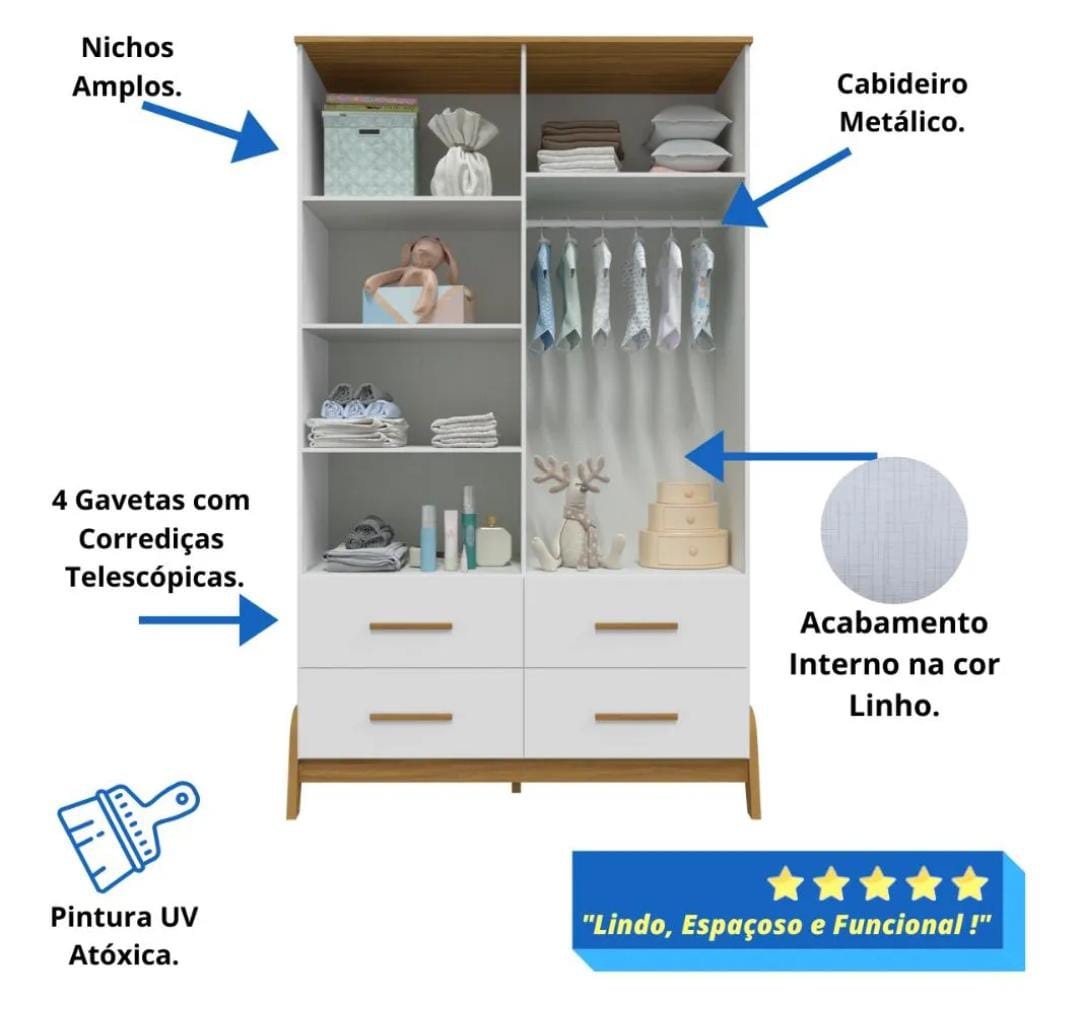 Nichos
Amplos.
Cabideiro
Metálico.
4 Gavetas com
Corrediças
Telescópicas.
Acabamento
Interno na cor
Linho.
Pintura UV
Atóxica.
"Lindo, Espaçoso e Funcional !"